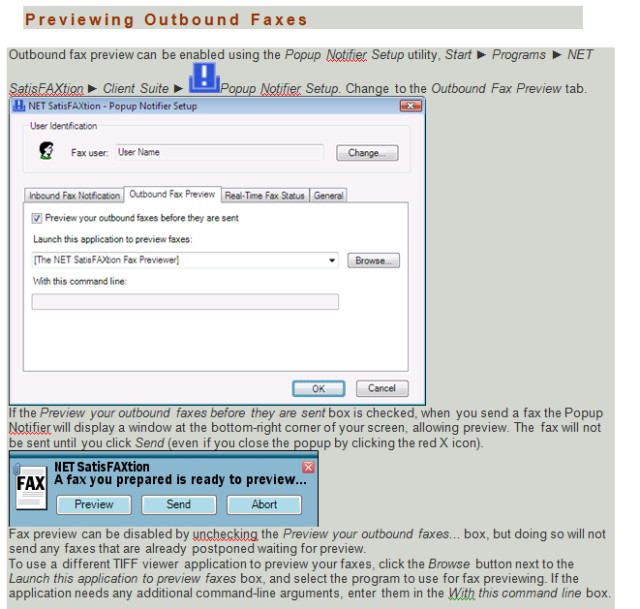 Previewing Outbound Faxes
Outbound fax preview can be enabled using the Popup Notifier Setup utility, Start ► Programs ► NET
SatisFAXtion ► Client Suite ► Popup Notifier Setup. Change to the Outbound Fax Preview tab.
NET SatisFAXtion - Popup Notifier Setup
User Identification
Fax user: User Name Change...
Inbound Fax Notification Outbound Fax Preview Real-Time Fax Status General
Preview your outbound faxes before they are sent
Launch this application to preview faxes:
[The NET SatisFAXtion Fax Previewer] Browse...
With this command line:
OK Cancel
If the Preview your outbound faxes before they are sent box is checked, when you send a fax the Popup
Notifier will display a window at the bottom-right corner of your screen, allowing preview. The fax will not
be sent until you click Send (even if you close the popup by clicking the red X icon).
NET SatisFAXtion
FAX A fax you prepared is ready to preview...
Preview Send Abort
Fax preview can be disabled by unchecking the Preview your outbound faxes... box, but doing so will not
send any faxes that are already postponed waiting for preview.
To use a different TIFF viewer application to preview your faxes, click the Browse button next to the
Launch this application to preview faxes box, and select the program to use for fax previewing. If the
application needs any additional command-line arguments, enter them in the With this command line box.